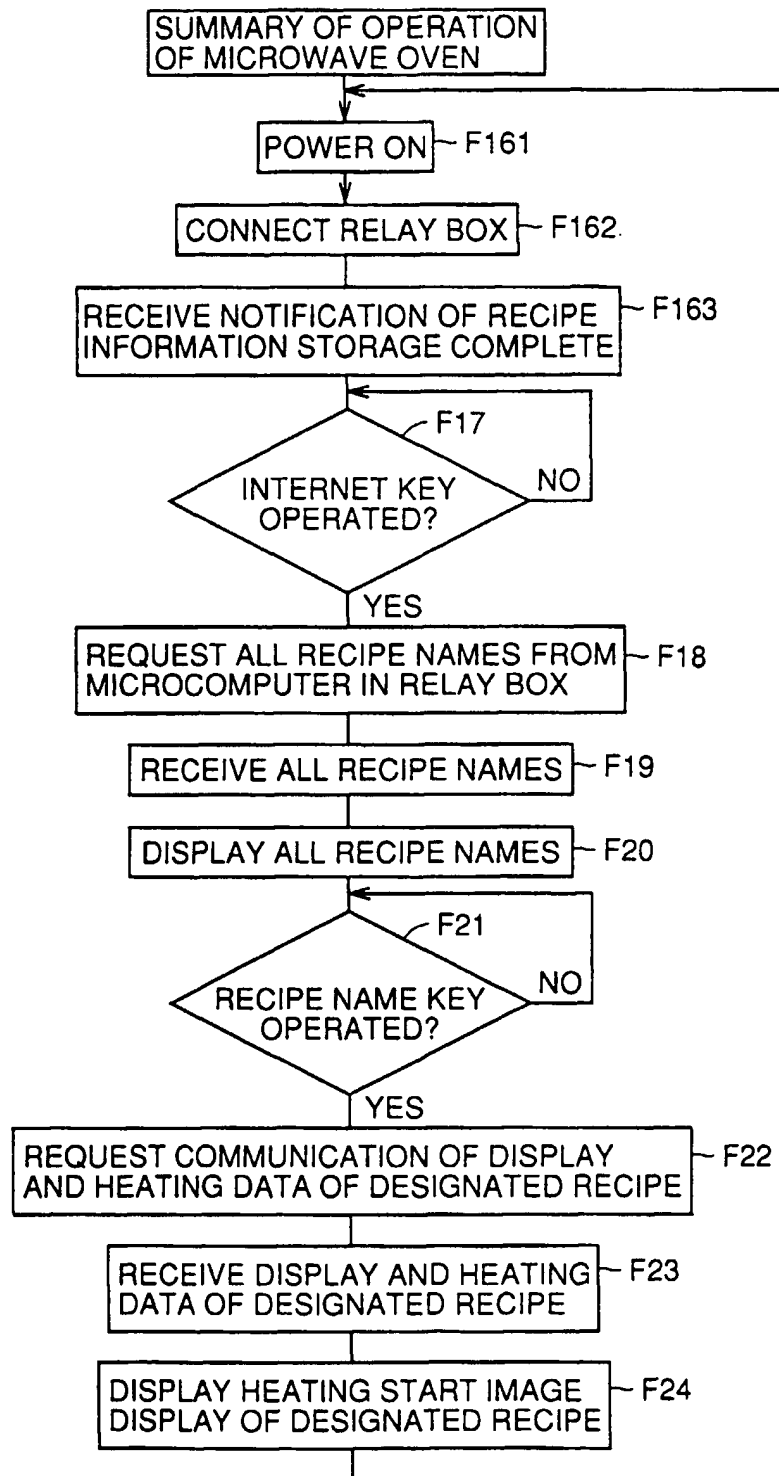 SUMMARY OF OPERATION
OF MICROWAVE OVEN
POWER ON
F161
CONNECT RELAY BOX
F162
RECEIVE NOTIFICATION OF RECIPE
INFORMATION STORAGE COMPLETE
F163
F17
INTERNET KEY
OPERATED?
NO
YES
REQUEST ALL RECIPE NAMES FROM
MICROCOMPUTER IN RELAY BOX
F18
RECEIVE ALL RECIPE NAMES
F19
DISPLAY ALL RECIPE NAMES
F20
F21
RECIPE NAME KEY
OPERATED?
NO
YES
REQUEST COMMUNICATION OF DISPLAY
AND HEATING DATA OF DESIGNATED RECIPE
F22
RECEIVE DISPLAY AND HEATING
DATA OF DESIGNATED RECIPE
F23
DISPLAY HEATING START IMAGE
DISPLAY OF DESIGNATED RECIPE
F24